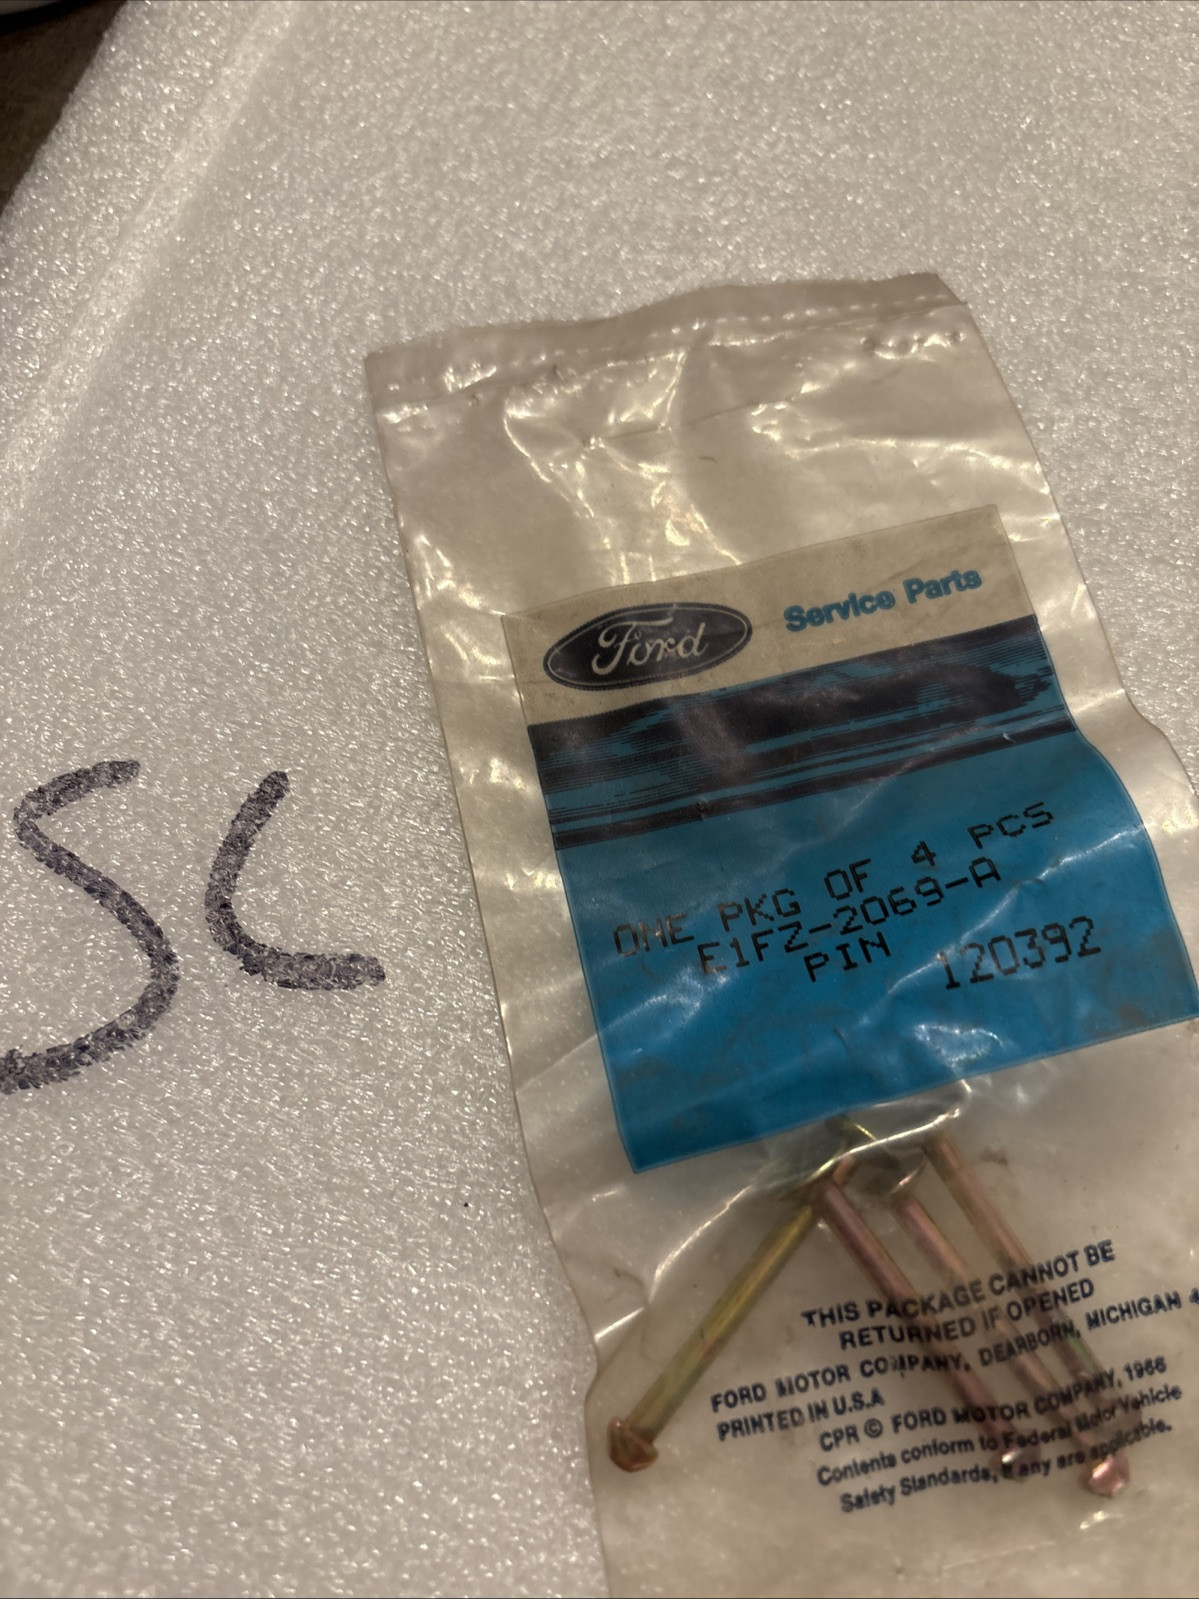 SC
Ford Service Parts
ONE PKG OF 4 PCS
E1FZ-2069-A
PIN 120392
THIS PACKAGE CANNOT BE
RETURNED IF OPENED
FORD MOTOR COMPANY, DEARBORN, MICHIGAN 4
PRINTED IN U.S.A
CPR © FORD MOTOR COMPANY, 1966
Contents conform to Federal Motor Vehicle
Safety Standards, if any are applicable.